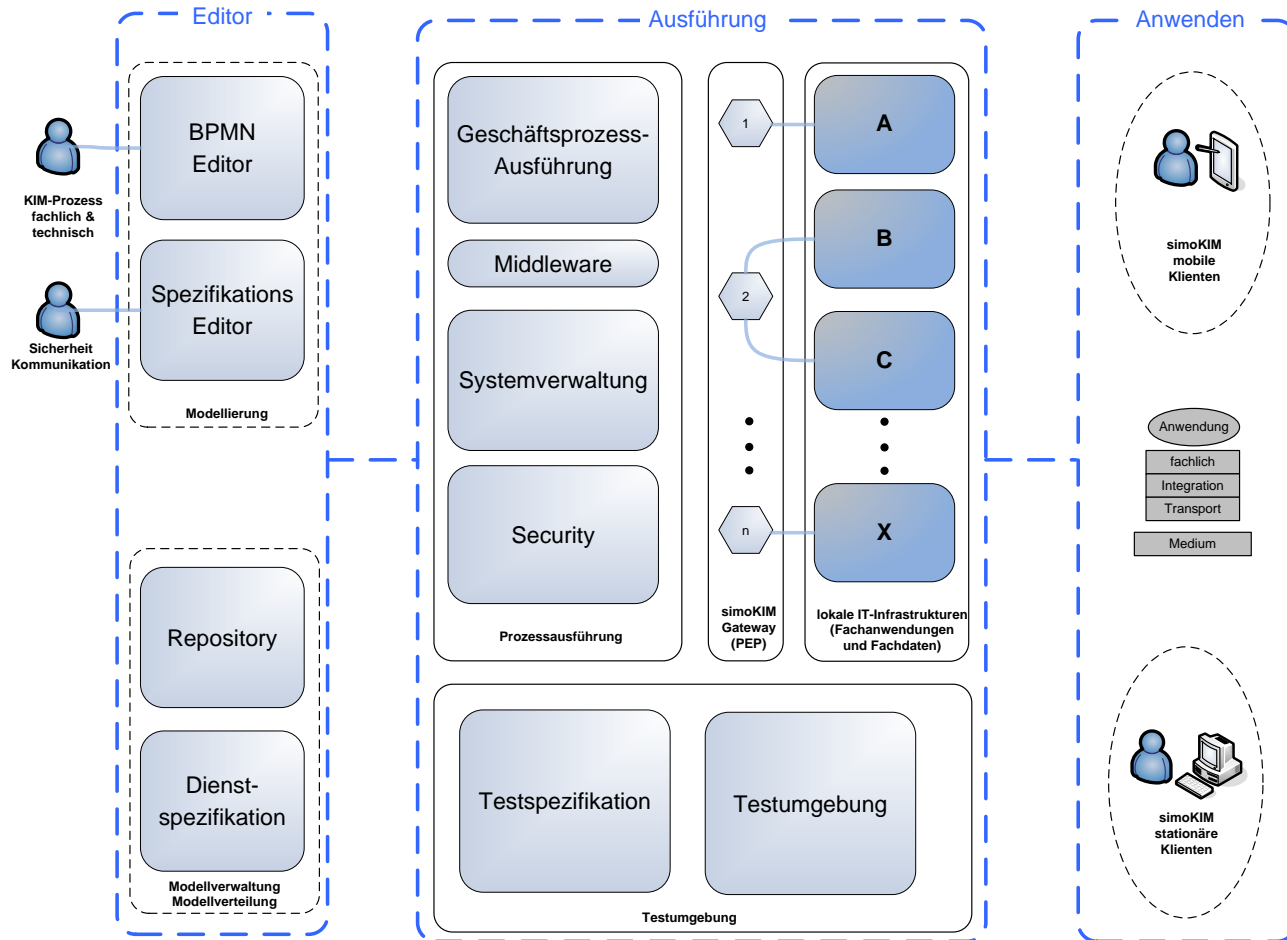 Editor
BPMN
Editor
KIM-Prozess
fachlich &
technisch
Spezifikations
Editor
Sicherheit
Kommunikation
Modellierung
Repository
Dienst-
spezifikation
Modellverwaltung
Modellverteilung
Ausführung
Geschäftsprozess-
Ausführung
Middleware
Systemverwaltung
Security
Prozessausführung
1
2
n
simoKIM
Gateway
(PEP)
A
B
C
X
lokale IT-Infrastrukturen
(Fachanwendungen
und Fachdaten)
Testspezifikation
Testumgebung
Testumgebung
Anwenden
simoKIM
mobile
Klienten
Anwendung
fachlich
Integration
Transport
Medium
simoKIM
stationäre
Klienten